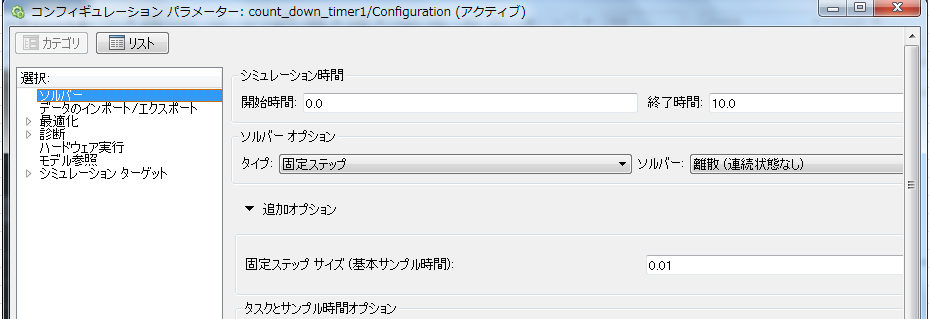 コンフィギュレーション パラメーター: count_down_timer1/Configuration (アクティブ)
カテゴリ リスト
選択:
ソルバー
データのインポート/エクスポート
最適化
診断
ハードウェア実行
モデル参照
シミュレーション ターゲット
シミュレーション時間
開始時間: 0.0 終了時間: 10.0
ソルバー オプション
タイプ: 固定ステップ ソルバー: 離散 (連続状態なし)
追加オプション
固定ステップ サイズ (基本サンプル時間): 0.01
タスクとサンプル時間オプション